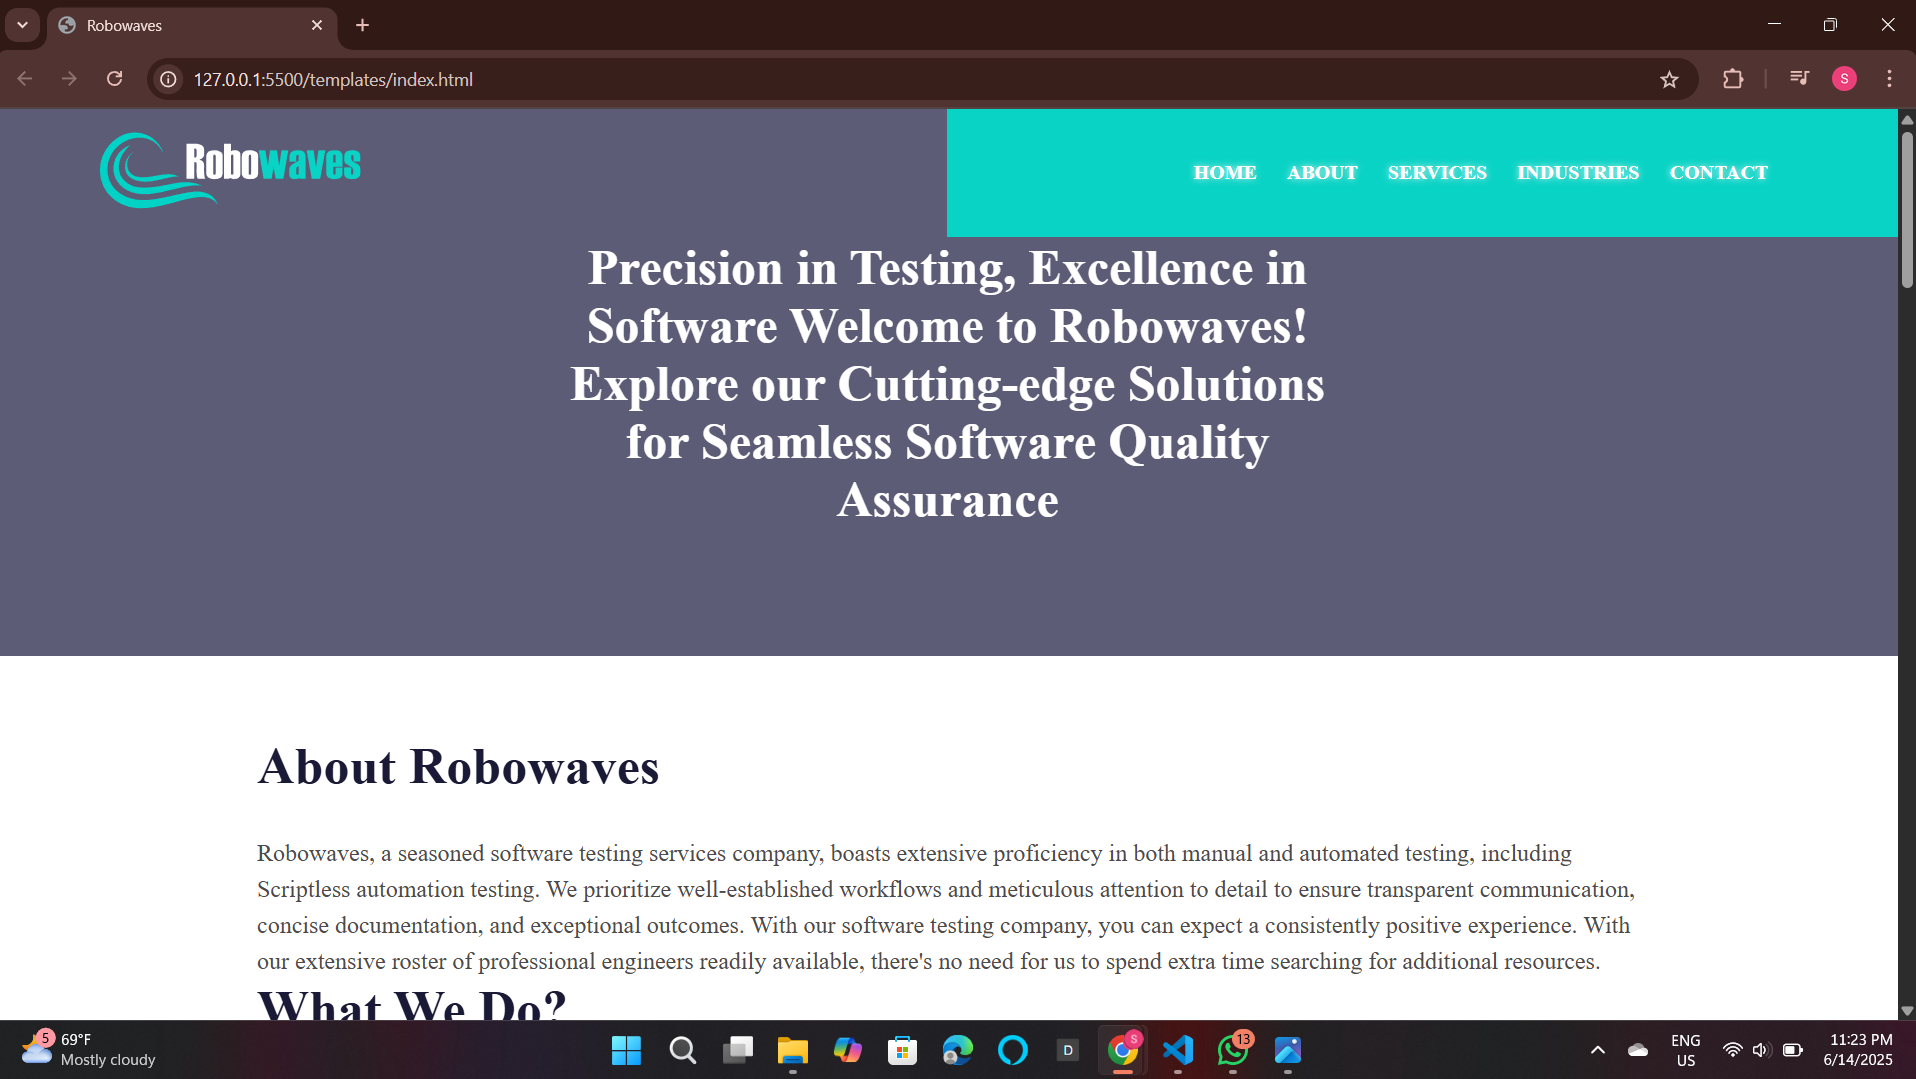 Robowaves
127.0.0.1:5500/templates/index.html
S
Robowaves
HOME ABOUT SERVICES INDUSTRIES CONTACT
Precision in Testing, Excellence in
Software Welcome to Robowaves!
Explore our Cutting-edge Solutions
for Seamless Software Quality
Assurance
About Robowaves
Robowaves, a seasoned software testing services company, boasts extensive proficiency in both manual and automated testing, including
Scriptless automation testing. We prioritize well-established workflows and meticulous attention to detail to ensure transparent communication,
concise documentation, and exceptional outcomes. With our software testing company, you can expect a consistently positive experience. With
our extensive roster of professional engineers readily available, there's no need for us to spend extra time searching for additional resources.
What We Do?
5
69°F
Mostly cloudy
D
S
13
ENG
US
11:23 PM
6/14/2025